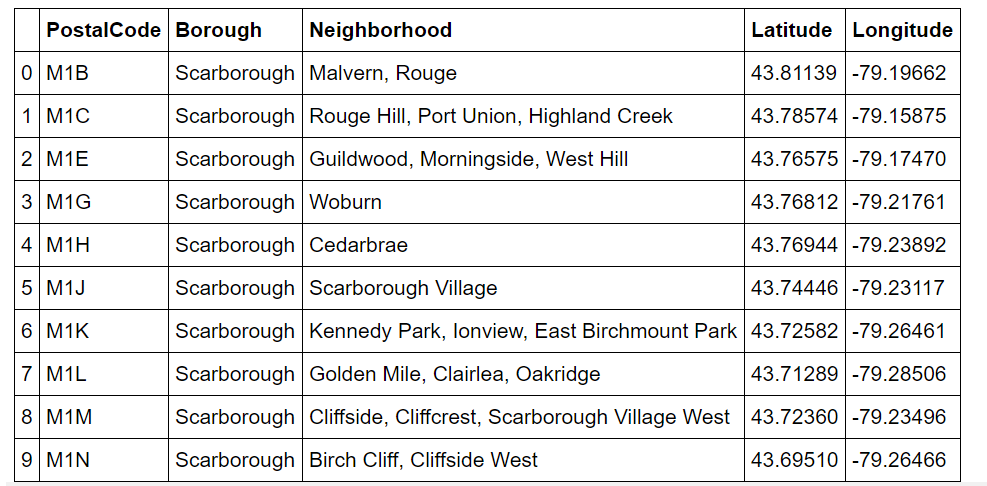 PostalCode Borough Neighborhood Latitude Longitude
0 M1B Scarborough Malvern, Rouge 43.81139 -79.19662
1 M1C Scarborough Rouge Hill, Port Union, Highland Creek 43.78574 -79.15875
2 M1E Scarborough Guildwood, Morningside, West Hill 43.76575 -79.17470
3 M1G Scarborough Woburn 43.76812 -79.21761
4 M1H Scarborough Cedarbrae 43.76944 -79.23892
5 M1J Scarborough Scarborough Village 43.74446 -79.23117
6 M1K Scarborough Kennedy Park, Ionview, East Birchmount Park 43.72582 -79.26461
7 M1L Scarborough Golden Mile, Clairlea, Oakridge 43.71289 -79.28506
8 M1M Scarborough Cliffside, Cliffcrest, Scarborough Village West 43.72360 -79.23496
9 M1N Scarborough Birch Cliff, Cliffside West 43.69510 -79.26466